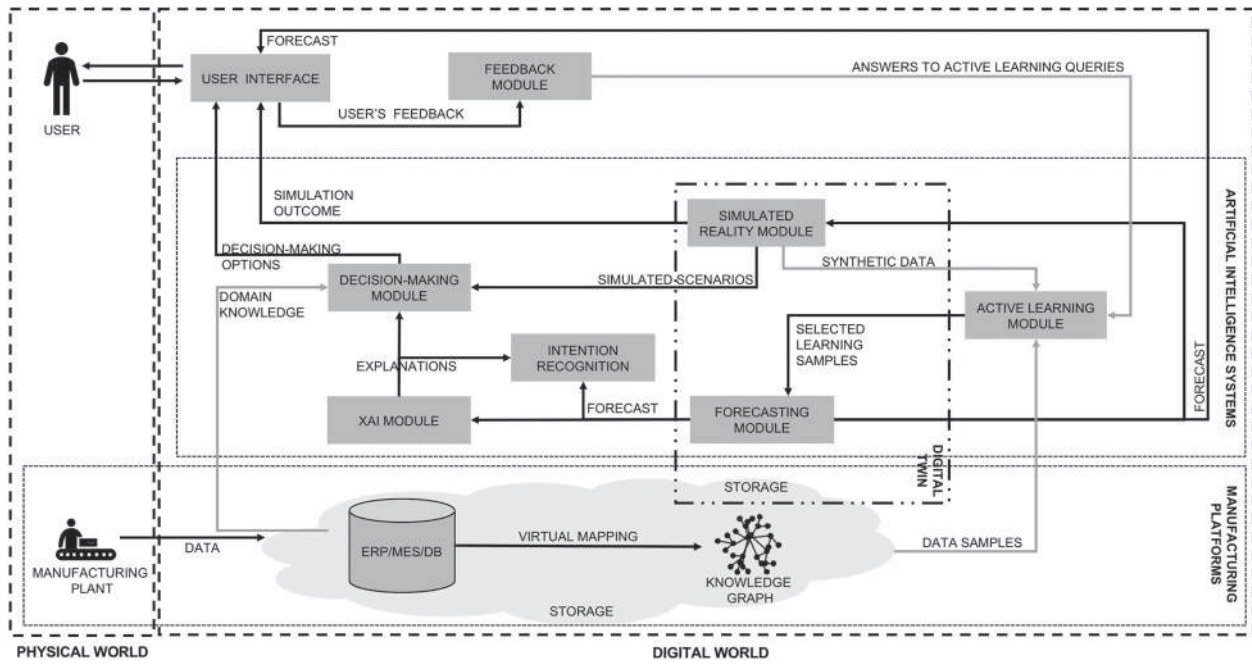 FORECAST
USER INTERFACE
FEEDBACK
MODULE
ANSWERS TO ACTIVE LEARNING QUERIES
USER'S FEEDBACK
USER
SIMULATION
OUTCOME
SIMULATED
REALITY MODULE
ARTIFICIAL INTELLIGENCE SYSTEMS
DECISION-MAKING
OPTIONS
DECISION-MAKING
MODULE
SIMULATED SCENARIOS
SYNTHETIC DATA
DOMAIN
KNOWLEDGE
ACTIVE LEARNING
MODULE
SELECTED
LEARNING
SAMPLES
INTENTION
RECOGNITION
EXPLANATIONS
FORECAST
XAI MODULE
FORECAST
FORECASTING
MODULE
DIGITAL
TWIN
STORAGE
MANUFACTURING
PLATFORMS
DATA
ERP/MES/DB
VIRTUAL MAPPING
DATA SAMPLES
MANUFACTURING
PLANT
KNOWLEDGE
GRAPH
STORAGE
PHYSICAL WORLD
DIGITAL WORLD